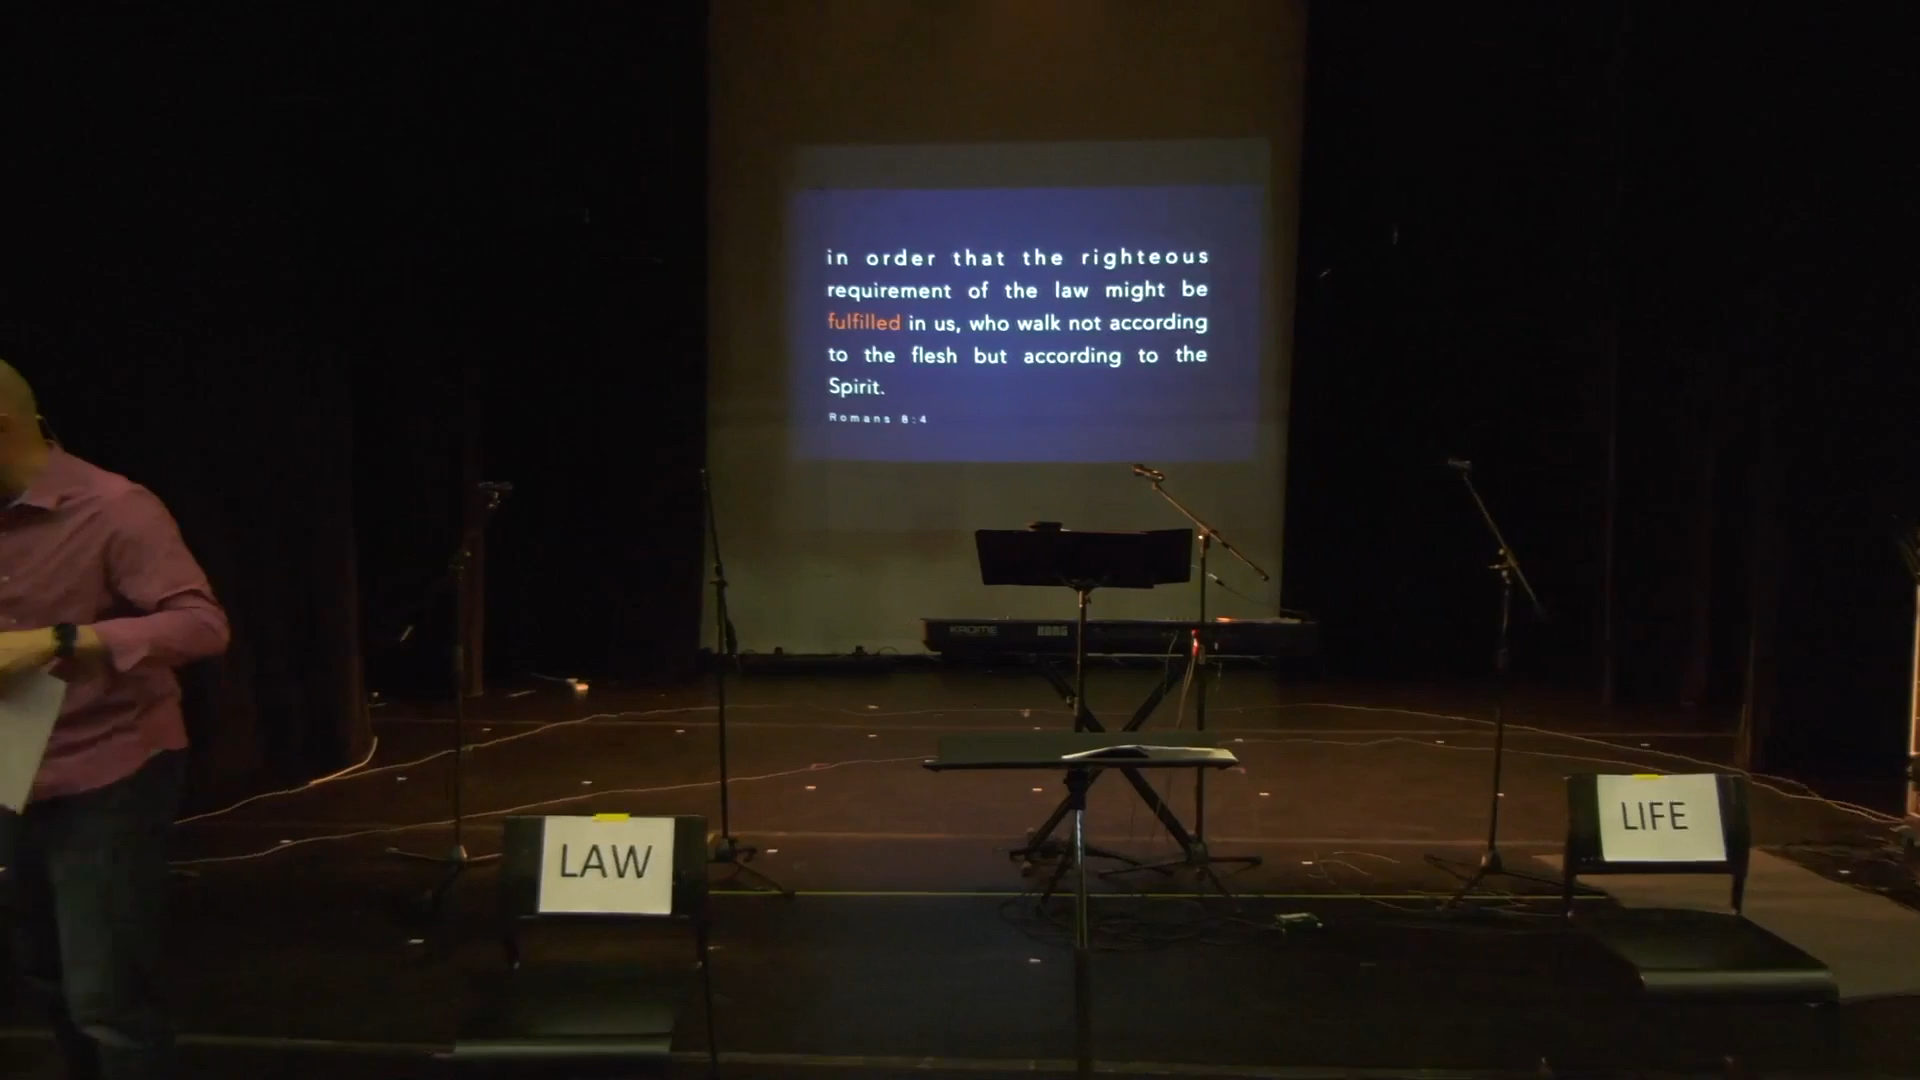 in order that the righteous
requirement of the law might be
fulfilled in us, who walk not according
to the flesh but according to the
Spirit.
Romans 8:4
KROME KORG
LAW
LIFE